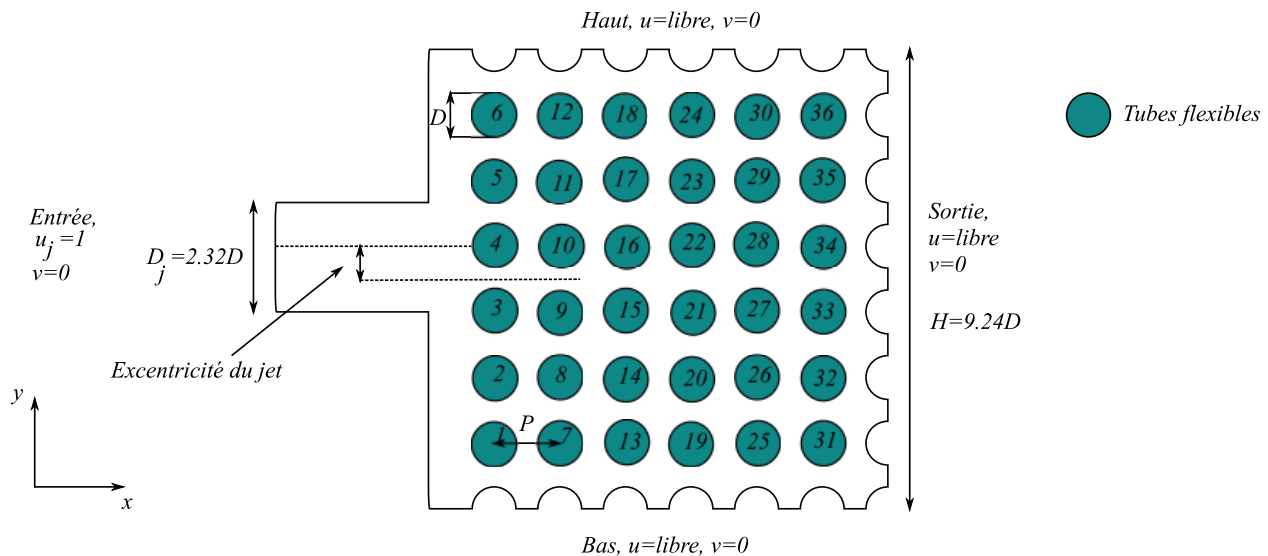 Haut, u=libre, v=0
D
6 12 18 24 30 36
Tubes flexibles
5 11 17 23 29 35
Entrée,
u_j =1
v=0
D_j =2.32D
4 10 16 22 28 34
Sortie,
u=libre
v=0
3 9 15 21 27 33
H=9.24D
Excentricité du jet
2 8 14 20 26 32
y
P
1 7 13 19 25 31
x
Bas, u=libre, v=0